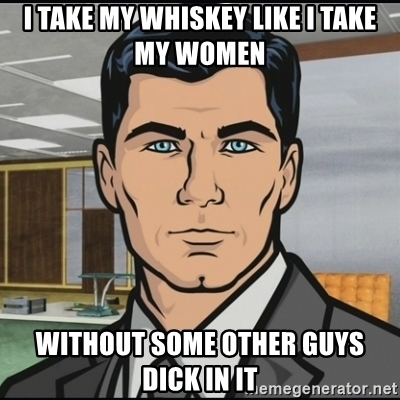 I TAKE MY WHISKEY LIKE I TAKE
MY WOMEN
WITHOUT SOME OTHER GUYS
DICK IN IT
memegenerator.net